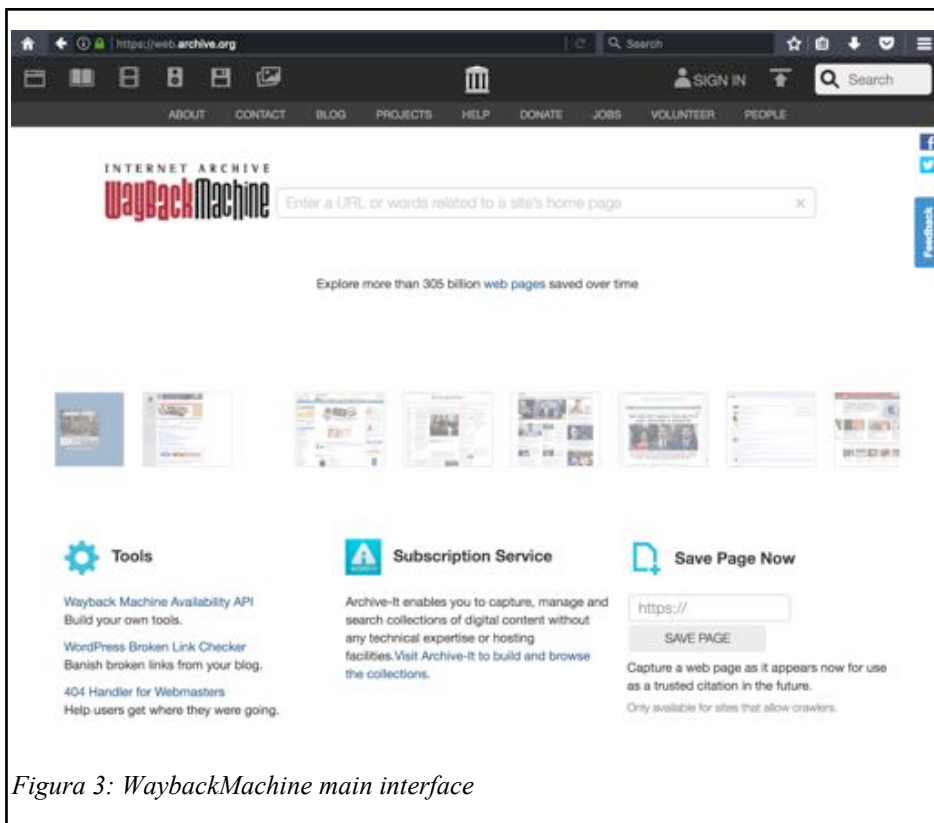 https://web.archive.org
Search
SIGN IN
Search
ABOUT CONTACT BLOG PROJECTS HELP DONATE JOBS VOLUNTEER PEOPLE
INTERNET ARCHIVE
WayBackMachine
Enter a URL or words related to a site's home page
Feedback
Explore more than 305 billion web pages saved over time
Tools
Wayback Machine Availability API
Build your own tools.
WordPress Broken Link Checker
Banish broken links from your blog.
404 Handler for Webmasters
Help users get where they were going.
Subscription Service
Archive-It enables you to capture, manage and
search collections of digital content without
any technical expertise or hosting
facilities.Visit Archive-It to build and browse
the collections.
Save Page Now
https://
SAVE PAGE
Capture a web page as it appears now for use
as a trusted citation in the future.
Only available for sites that allow crawlers.
Figura 3: WaybackMachine main interface